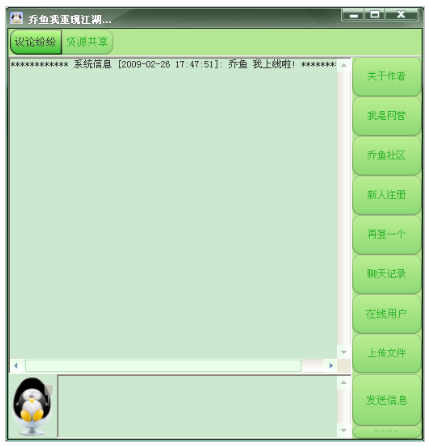 乔鱼我重现江湖...
议论纷纷 资源共享
************ 系统信息 [2009-02-26 17:47:51]: 乔鱼 我上线啦! *******
关于作者
我是网管
乔鱼社区
新人注册
再登一个
聊天记录
在线用户
上传文件
发送信息